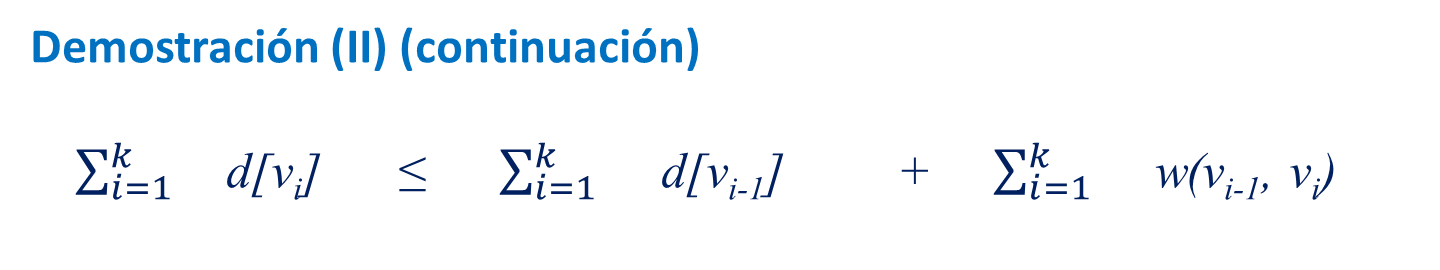 Demostración (II) (continuación)
∑ᵏᵢ₌₁ d[vᵢ] ≤ ∑ᵏᵢ₌₁ d[vᵢ₋₁] + ∑ᵏᵢ₌₁ w(vᵢ₋₁, vᵢ)